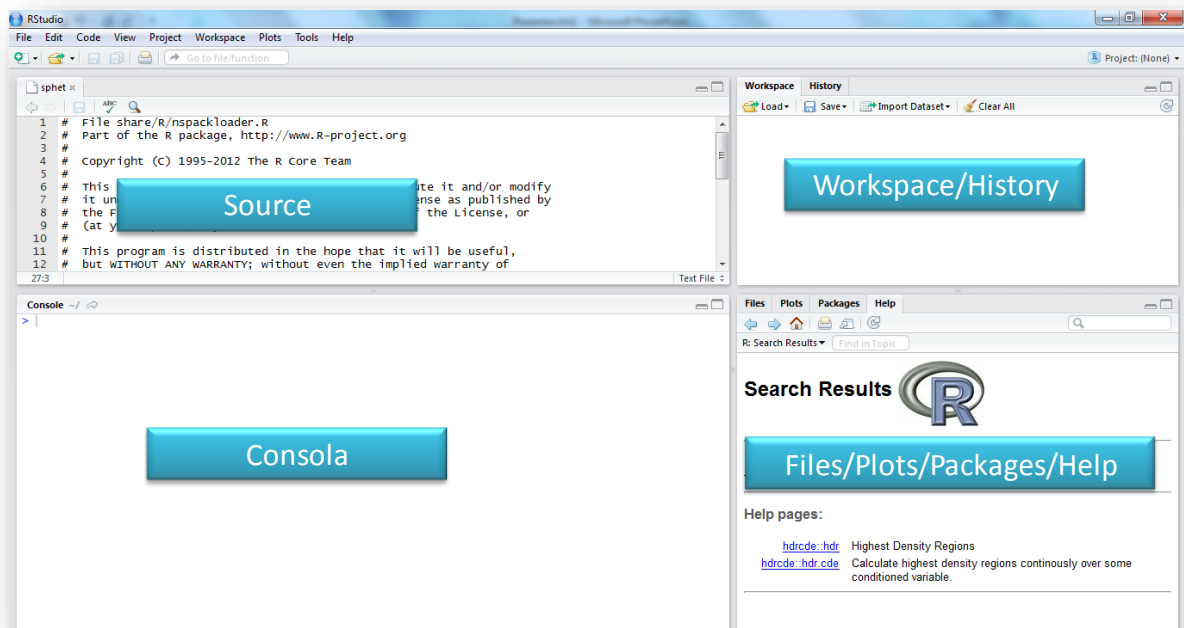 RStudio
File Edit Code View Project Workspace Plots Tools Help
Go to file/function
Project: (None)
sphet
ABC
1 # File share/R/nspackloader.R
2 # Part of the R package, http://www.R-project.org
3 #
4 # Copyright (C) 1995-2012 The R Core Team
5 #
6 # This ute it and/or modify
7 # it un ense as published by
8 # the F f the License, or
9 # (at y
10 #
11 # This program is distributed in the hope that it will be useful,
12 # but WITHOUT ANY WARRANTY; without even the implied warranty of
Source
27:3 Text File
Workspace History
Load Save Import Dataset Clear All
Workspace/History
Console ~/
>
Consola
Files Plots Packages Help
R: Search Results Find in Topic
Search Results R
Files/Plots/Packages/Help
Help pages:
hdrcde::hdr Highest Density Regions
hdrcde::hdr.cde Calculate highest density regions continously over some
conditioned variable.